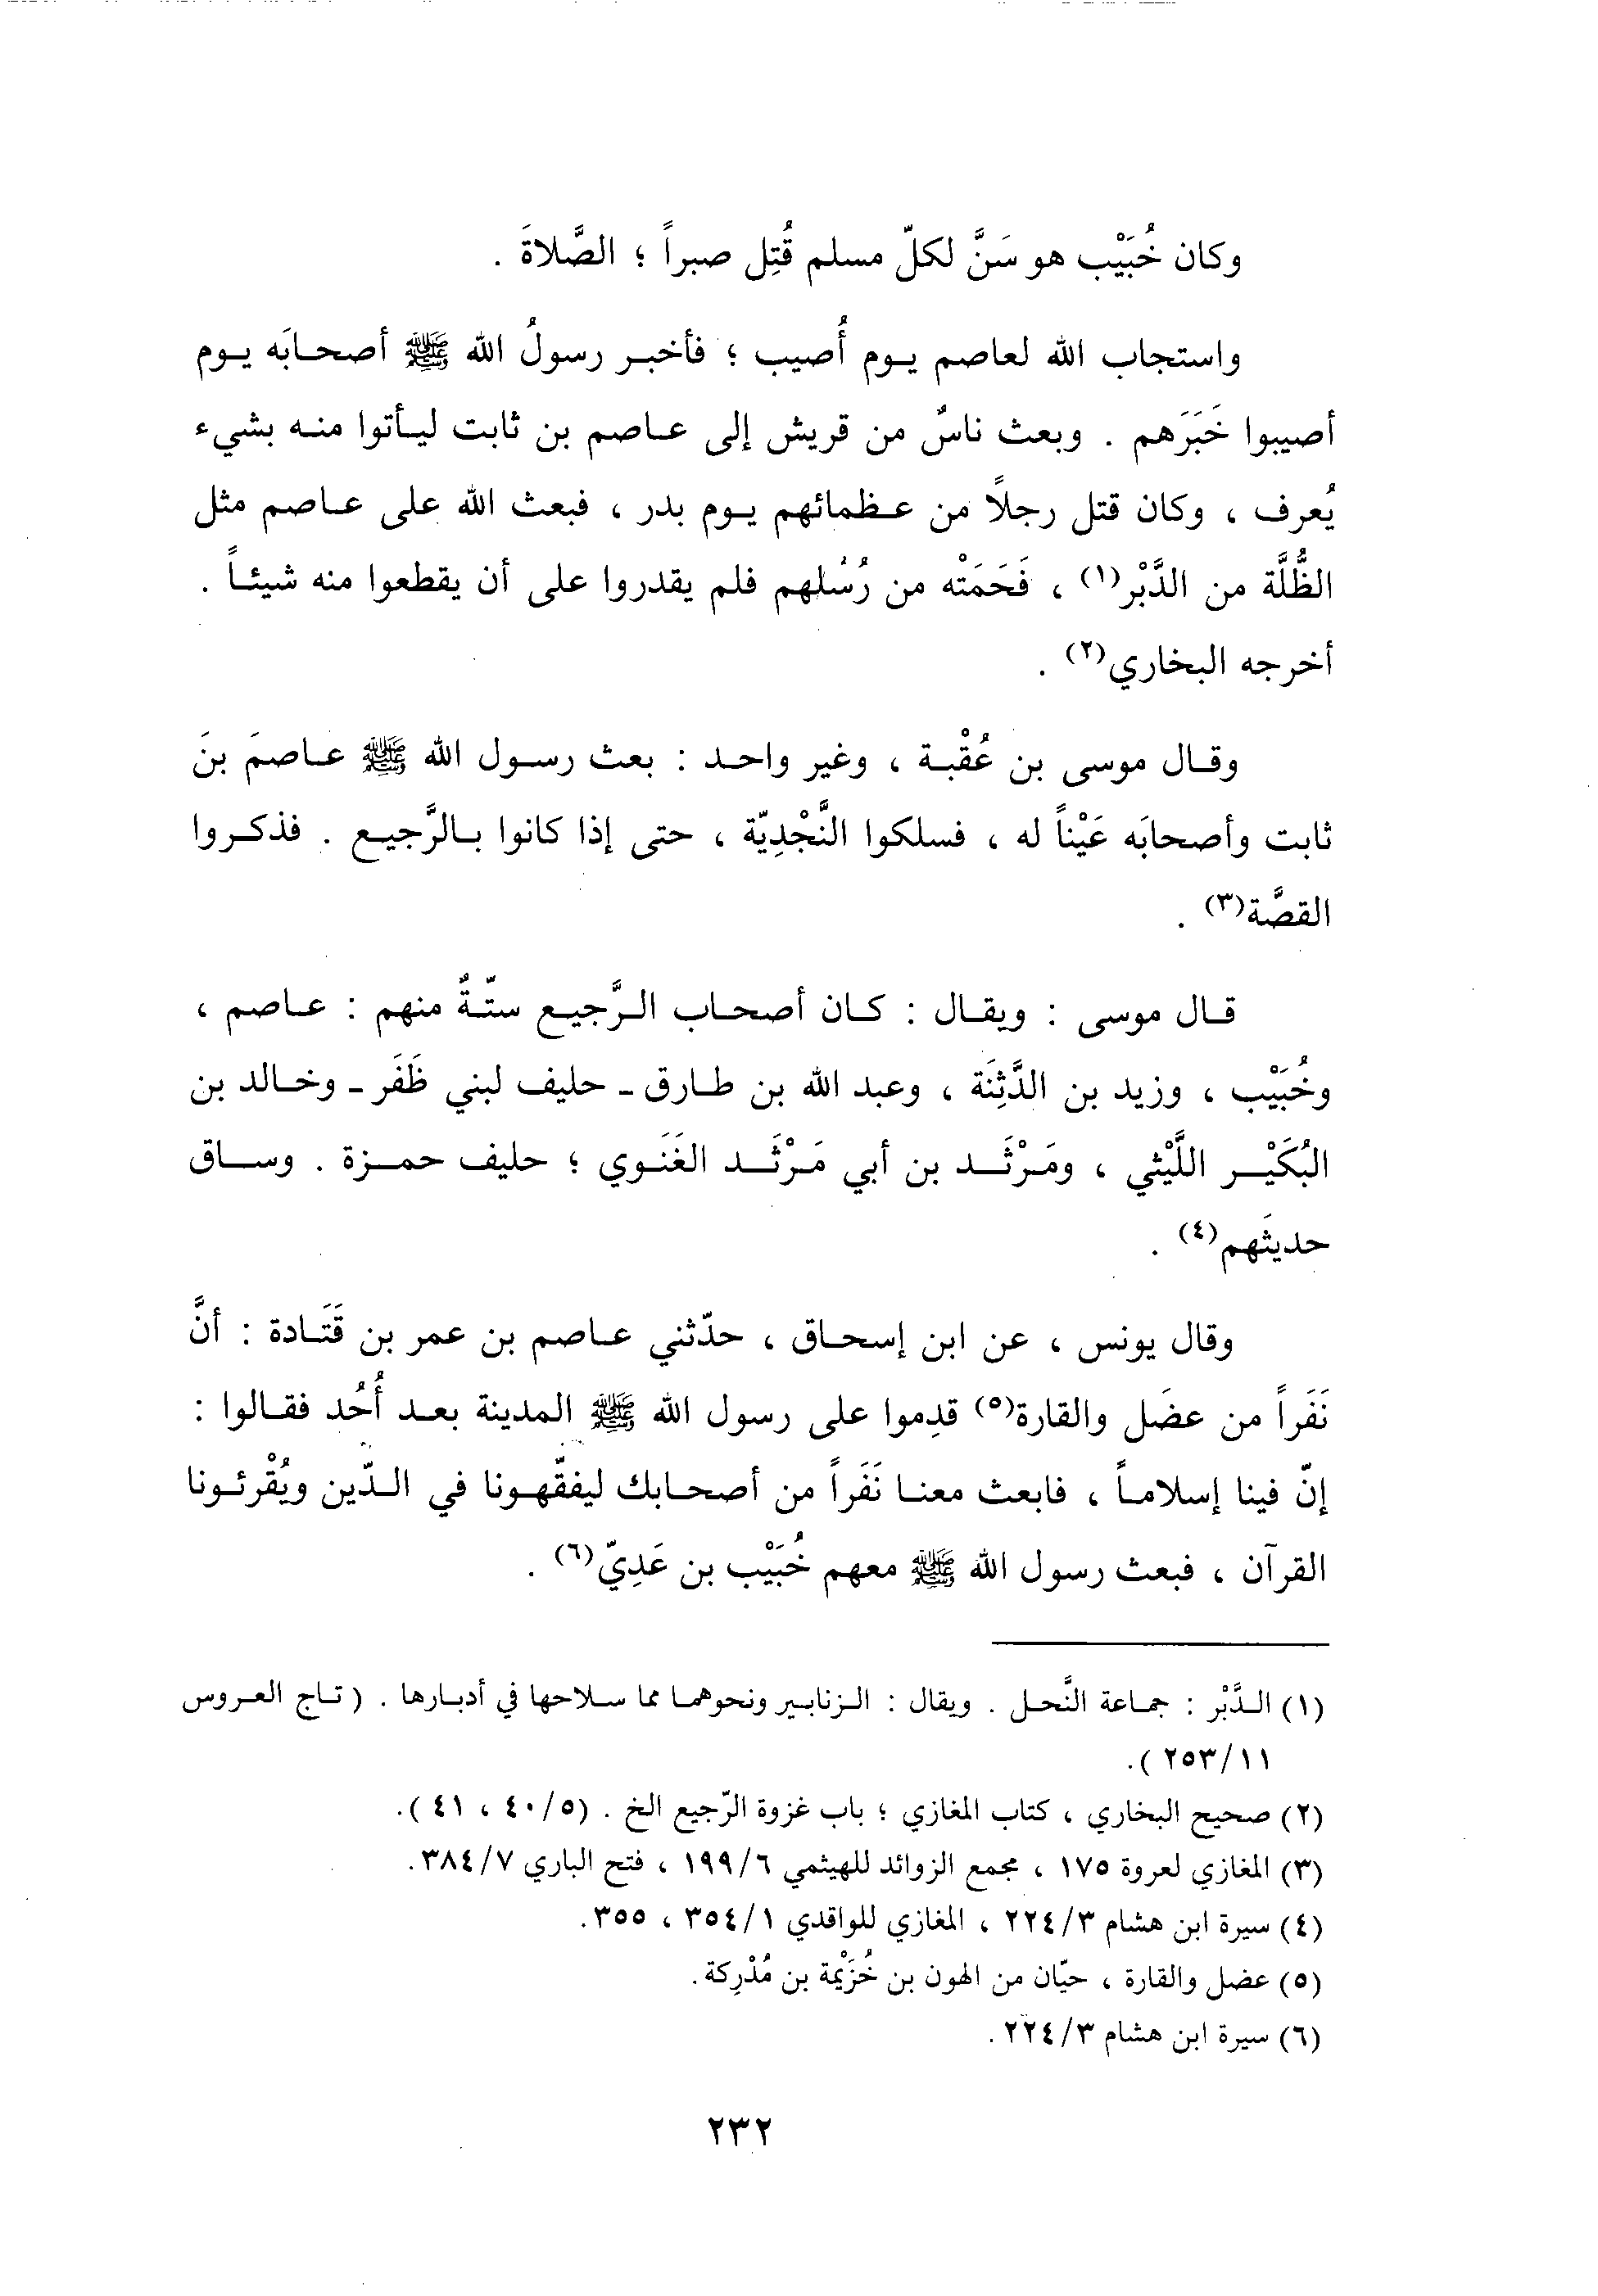 وكان خُبَيْب هو سَنَّ لكلّ مسلم قُتِل صبراً ؛ الصَّلاةَ .
واستجاب الله لعاصم يوم أُصيب ؛ فأخبر رسولُ الله ﷺ أصحابَه يوم
أصيبوا خَبَرَهم . وبعث ناسٌ من قريش إلى عاصم بن ثابت ليأتوا منه بشيء
يُعرف ، وكان قتل رجلاً من عظمائهم يوم بدر ، فبعث الله على عاصم مثل
الظُّلَّة من الدَّبْر(١) ، فَحَمَتْه من رُسُلهم فلم يقدروا على أن يقطعوا منه شيئاً .
أخرجه البخاري(٢) .
وقال موسى بن عُقْبة ، وغير واحد : بعث رسول الله ﷺ عاصمَ بنَ
ثابت وأصحابَه عَيْناً له ، فسلكوا النَّجْدِيّة ، حتى إذا كانوا بالرَّجيع . فذكروا
القصَّة(٣) .
قال موسى : ويقال : كان أصحاب الرَّجيع ستّةٌ منهم : عاصم ،
وخُبَيْب ، وزيد بن الدَّثِنَة ، وعبد الله بن طارق ـ حليف لبني ظَفَر ـ وخالد بن
البُكَيْر اللَّيْثي ، ومَرْثَد بن أبي مَرْثَد الغَنَوي ؛ حليف حمزة . وساق
حديثَهم(٤) .
وقال يونس ، عن ابن إسحاق ، حدّثني عاصم بن عمر بن قَتَادة : أنَّ
نَفَراً من عضَل والقارة(٥) قدِموا على رسول الله ﷺ المدينة بعد أُحُد فقالوا :
إنّ فينا إسلاماً ، فابعث معنا نَفَراً من أصحابك ليفقّهونا في الدّين ويُقْرئونا
القرآن ، فبعث رسول الله ﷺ معهم خُبَيْب بن عَدِيّ(٦) .
(١) الدَّبْر : جماعة النَّحل . ويقال : الزنابير ونحوهما مما سلاحها في أدبارها . ( تاج العروس
٢٥٣/١١ ).
(٢) صحيح البخاري ، كتاب المغازي ؛ باب غزوة الرّجيع الخ . (٤٠/٥ ، ٤١ ).
(٣) المغازي لعروة ١٧٥ ، مجمع الزوائد للهيثمي ١٩٩/٦ ، فتح الباري ٣٨٤/٧.
(٤) سيرة ابن هشام ٢٢٤/٣ ، المغازي للواقدي ٣٥٤/١ ، ٣٥٥.
(٥) عضل والقارة ، حيّان من الهون بن خُزَيْمة بن مُدْرِكة.
(٦) سيرة ابن هشام ٢٢٤/٣ .
٢٣٢